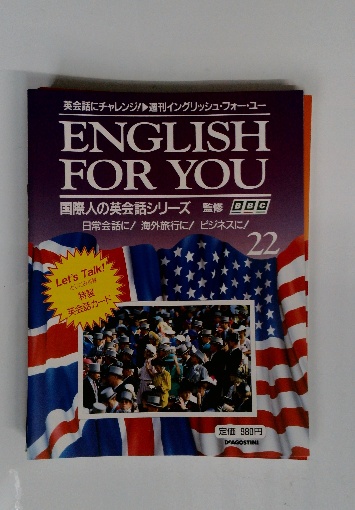 英会話にチャレンジ!▶週刊イングリッシュ・フォー・ユー
ENGLISH
FOR YOU
国際人の英会話シリーズ 監修 BBC
日常会話に! 海外旅行に! ビジネスに!
22
Let's Talk!
特製
英会話カード
定価 980円
DEAGOSTINI